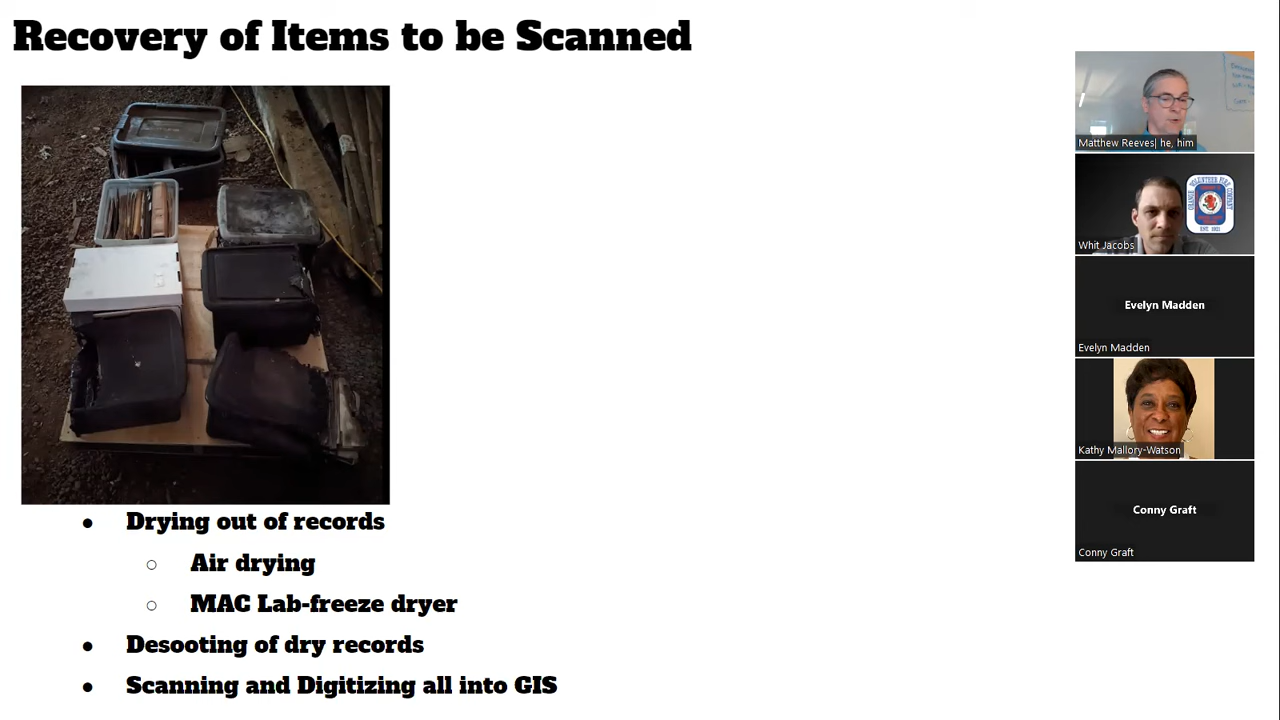 Recovery of Items to be Scanned
Matthew Reeves| he, him
Whit Jacobs
Evelyn Madden
Evelyn Madden
Kathy Mallory-Watson
Conny Graft
Conny Graft
Drying out of records
Air drying
MAC Lab-freeze dryer
Desooting of dry records
Scanning and Digitizing all into GIS